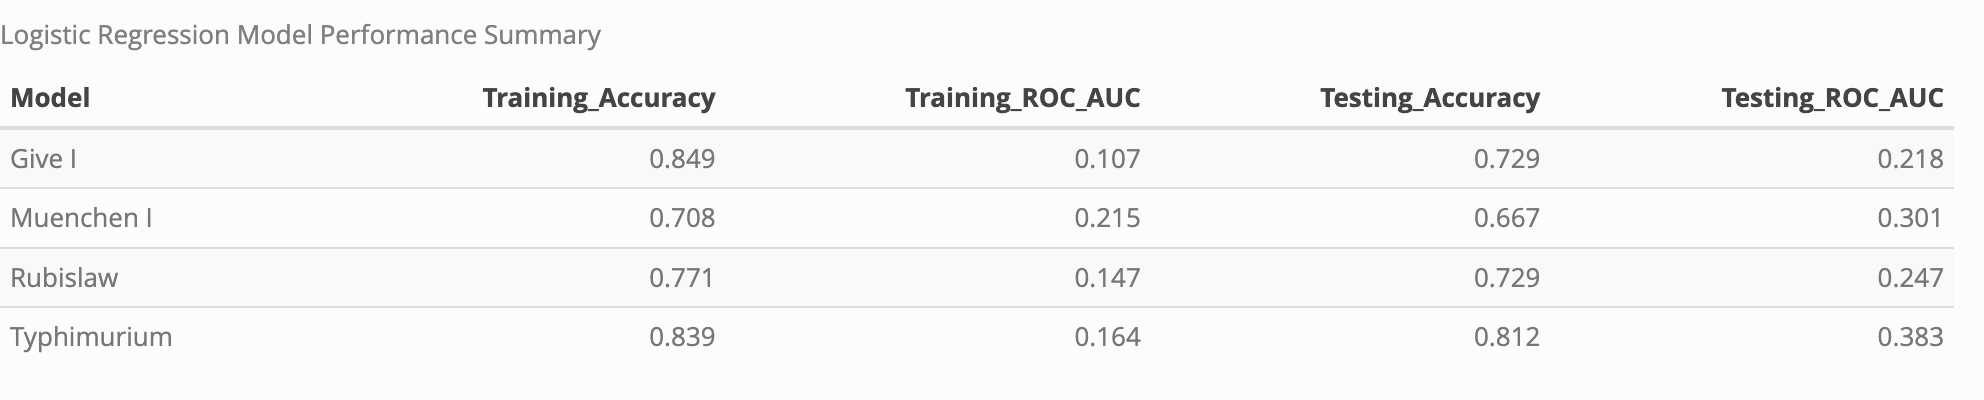 Logistic Regression Model Performance Summary
Model Training_Accuracy Training_ROC_AUC Testing_Accuracy Testing_ROC_AUC
Give I 0.849 0.107 0.729 0.218
Muenchen I 0.708 0.215 0.667 0.301
Rubislaw 0.771 0.147 0.729 0.247
Typhimurium 0.839 0.164 0.812 0.383